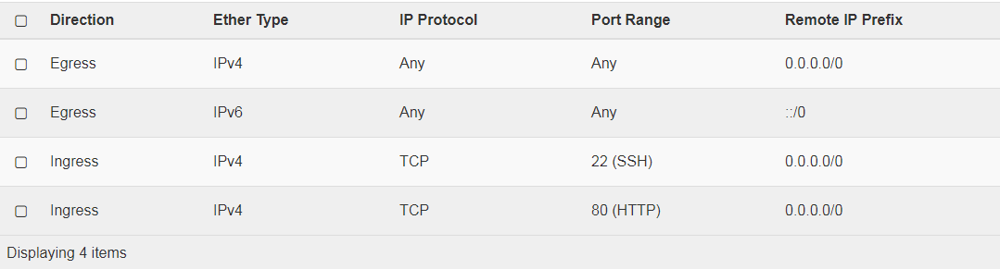 Direction Ether Type IP Protocol Port Range Remote IP Prefix
Egress IPv4 Any Any 0.0.0.0/0
Egress IPv6 Any Any ::/0
Ingress IPv4 TCP 22 (SSH) 0.0.0.0/0
Ingress IPv4 TCP 80 (HTTP) 0.0.0.0/0
Displaying 4 items